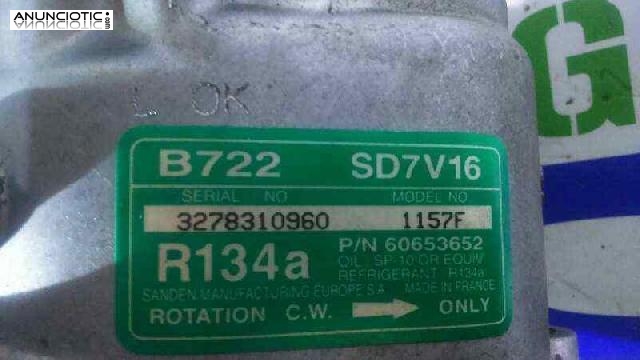 ANUNCIOTIC.com
L OK
B722 SD7V16
SERIAL NO MODEL NO
3278310960 1157F
R134a P/N 60653652
OIL: SP-10 OR EQUIV
REFRIGERANT: R134a
SANDEN MANUFACTURING EUROPE S.A. MADE IN FRANCE
ROTATION C.W. → ONLY
G